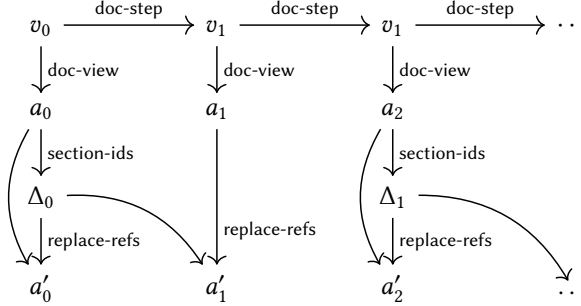 doc-step doc-step doc-step
v₀ v₁ v₁ ··
doc-view doc-view doc-view
a₀ a₁ a₂
section-ids section-ids
Δ₀ Δ₁
replace-refs replace-refs replace-refs
a′₀ a′₁ a′₂ ··